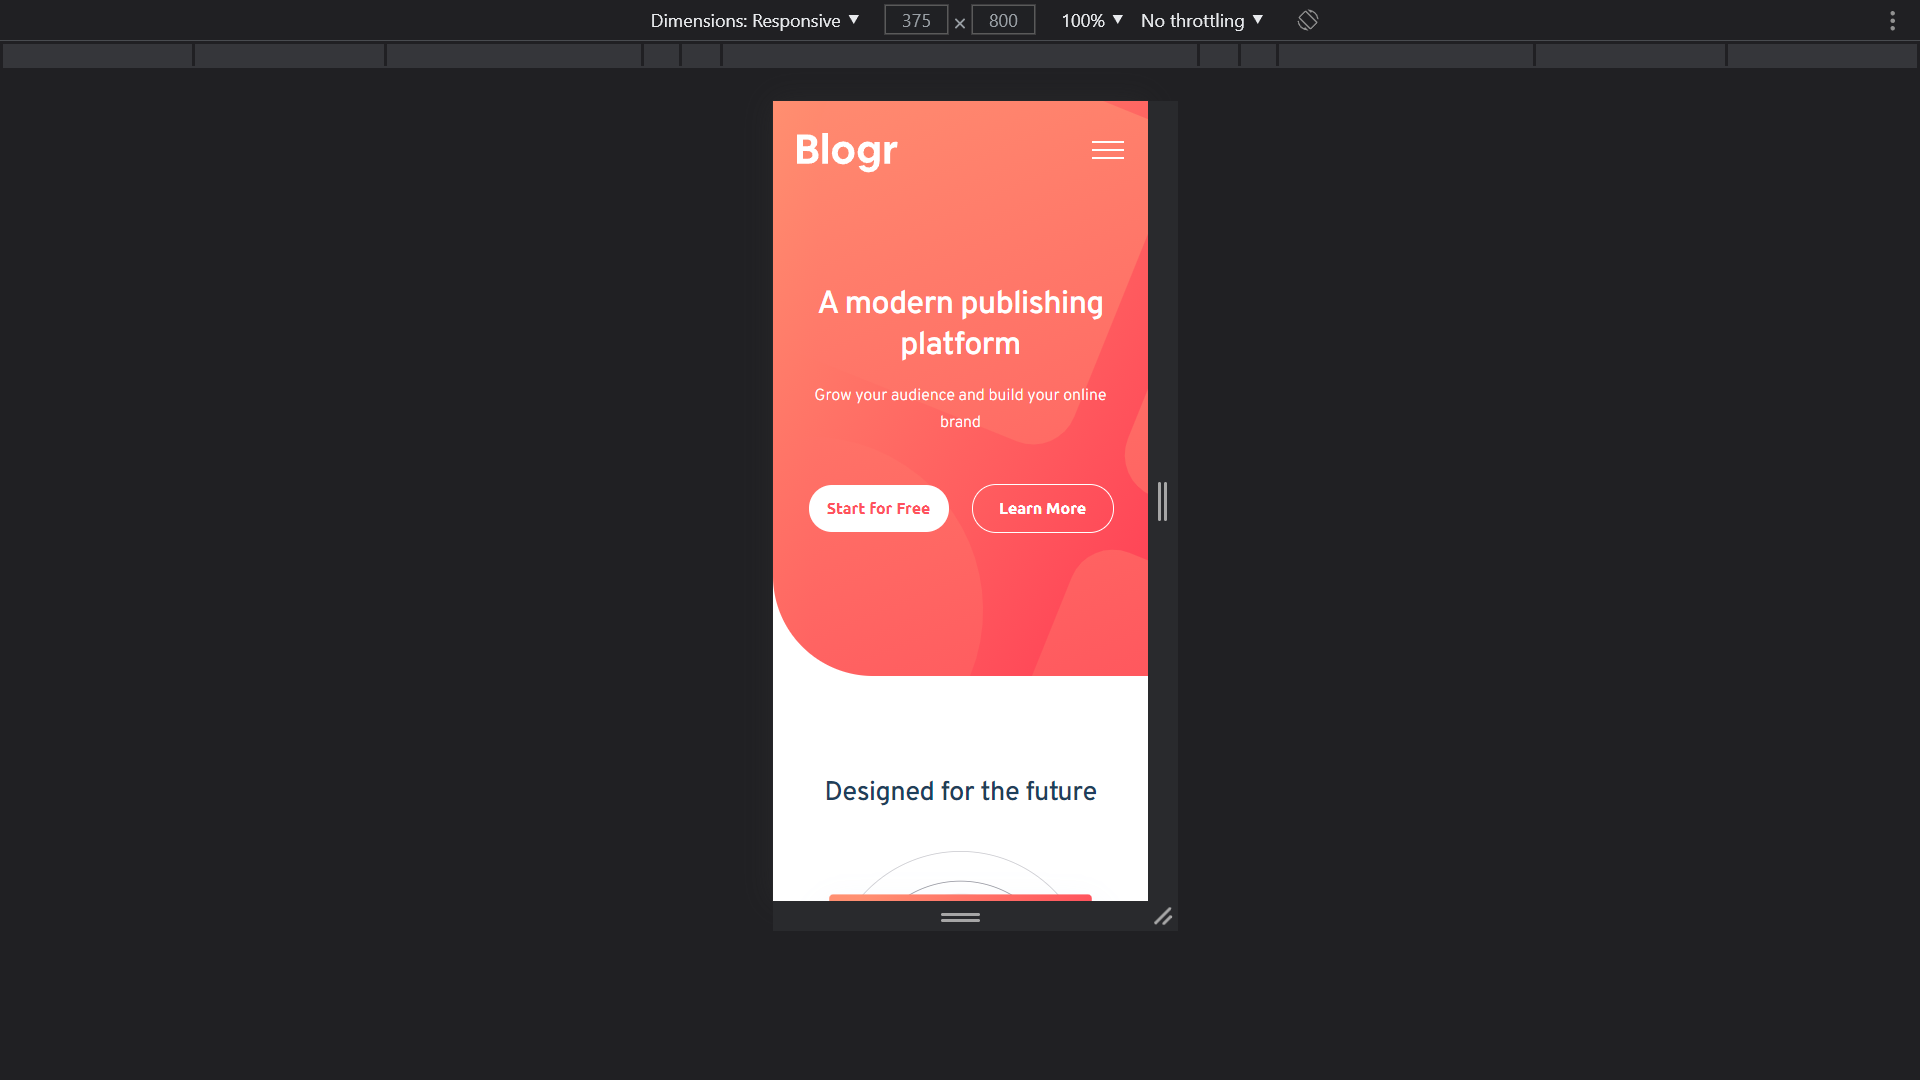 Dimensions: Responsive ▼ 375 × 800 100% ▼ No throttling ▼
Blogr
A modern publishing
platform
Grow your audience and build your online
brand
Start for Free
Learn More
Designed for the future